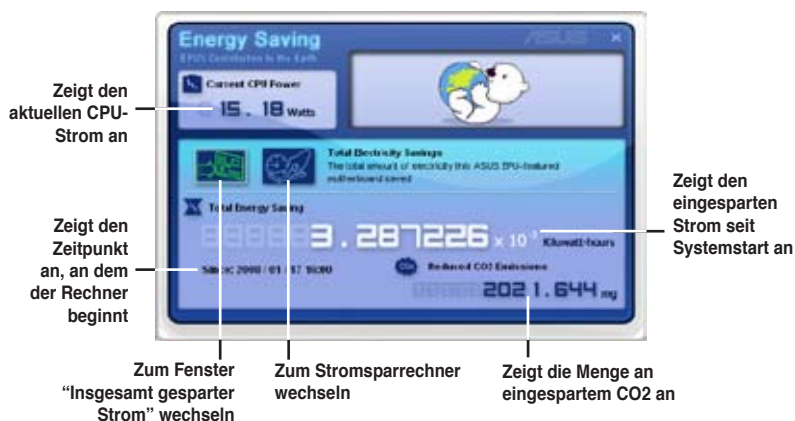 Energy Saving
ASUS
EPU's Contribution to the Earth
Current CPU Power
15.18 Watts
Zeigt den
aktuellen CPU-
Strom an
Total Electricity Savings
The total amount of electricity this ASUS EPU-featured
motherboard saved
Total Energy Saving
3.287226 x 10 Kilowatt-hours
Zeigt den
eingesparten
Strom seit
Systemstart an
Zeigt den
Zeitpunkt
an, an dem
der Rechner
beginnt
Since: 2008 / 01 / 17 16:00
Reduced CO2 Emissions
2021.644 mg
Zum Fenster
“Insgesamt gesparter
Strom” wechseln
Zum Stromsparrechner
wechseln
Zeigt die Menge an
eingespartem CO2 an